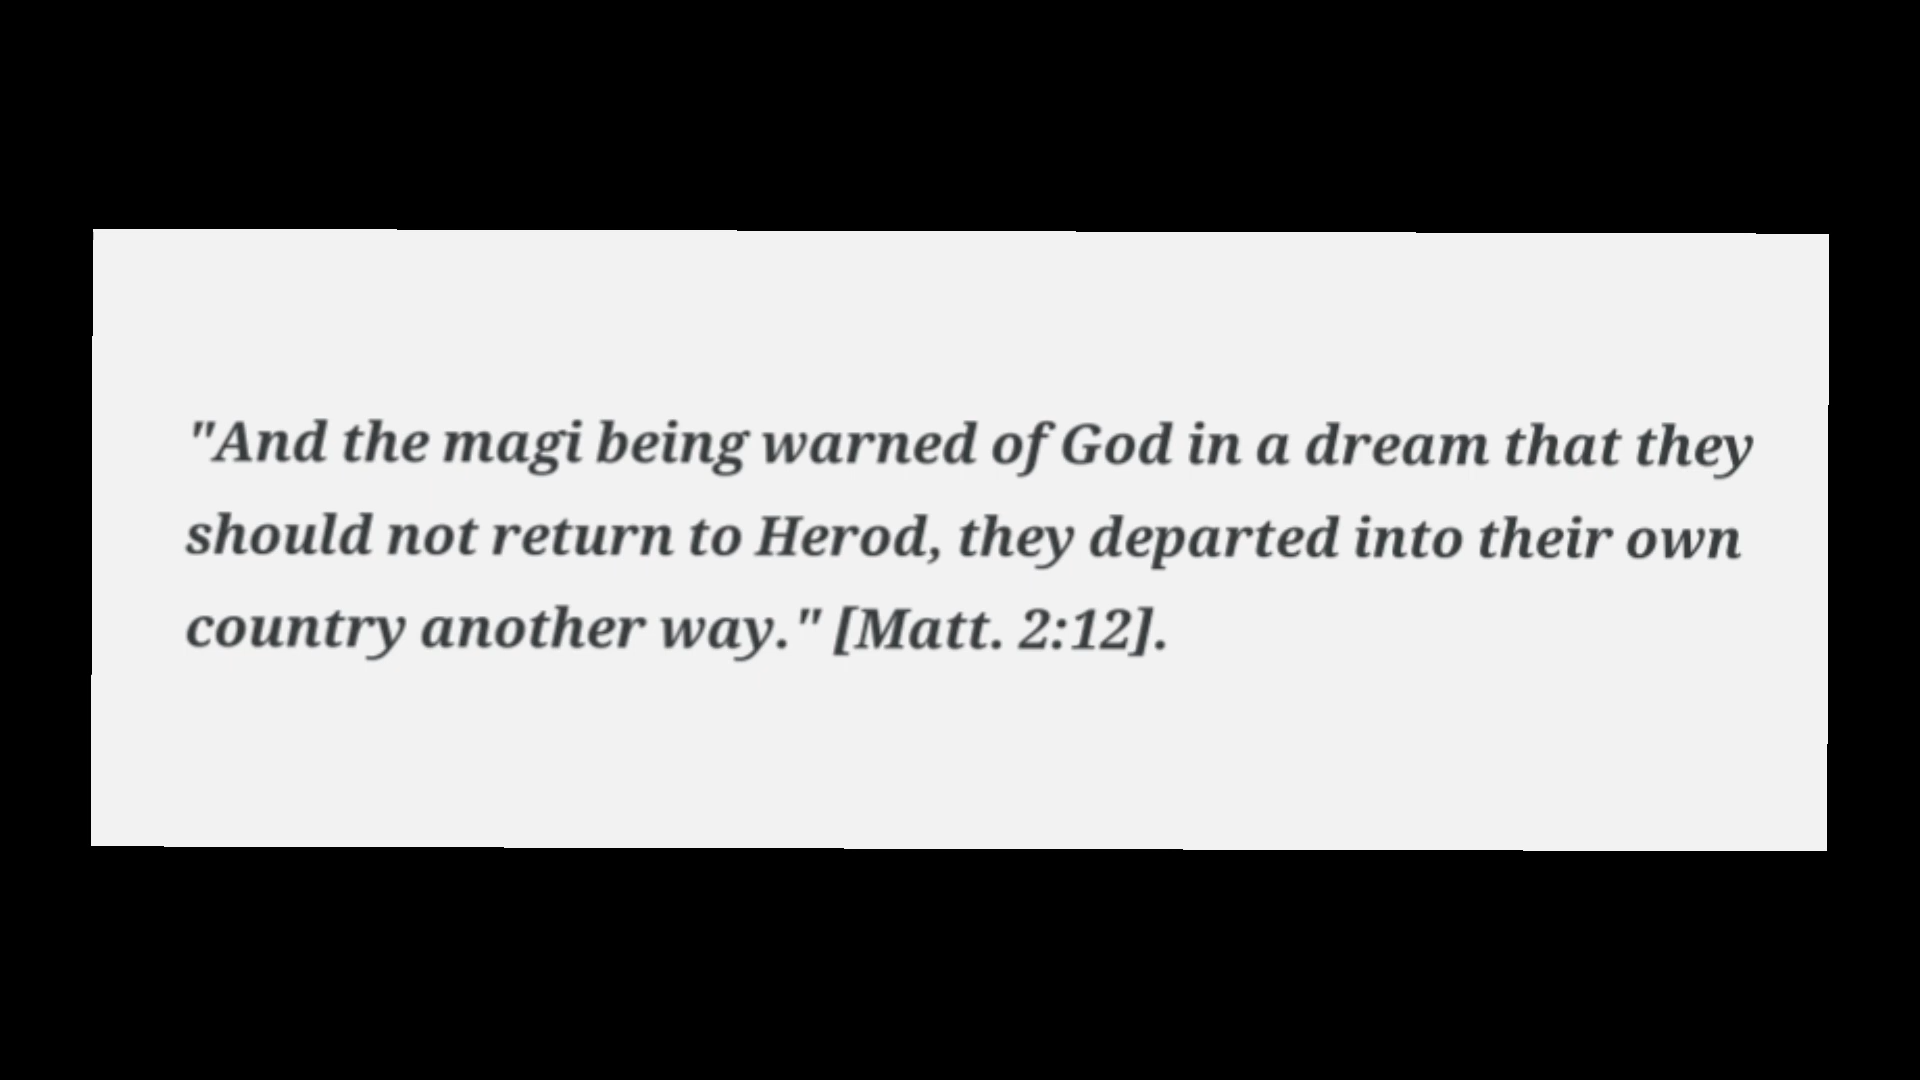 "And the magi being warned of God in a dream that they
should not return to Herod, they departed into their own
country another way." [Matt. 2:12].